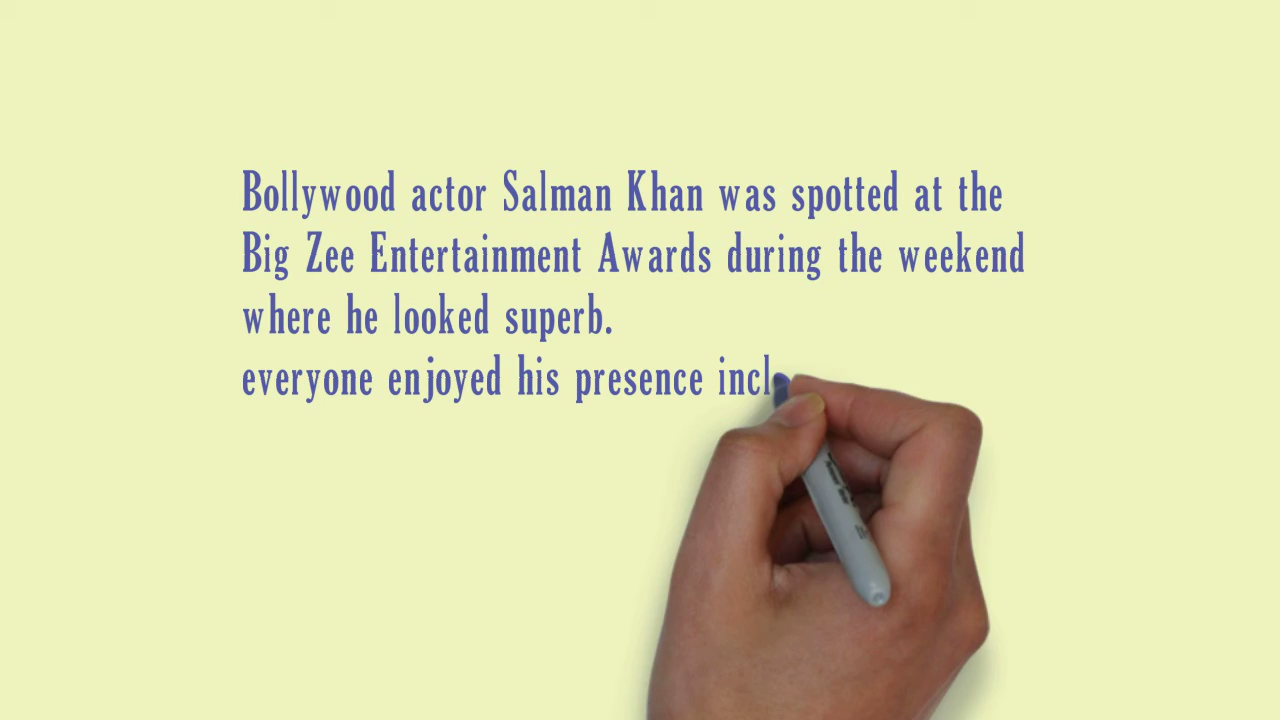 Bollywood actor Salman Khan was spotted at the
Big Zee Entertainment Awards during the weekend
where he looked superb.
everyone enjoyed his presence incl